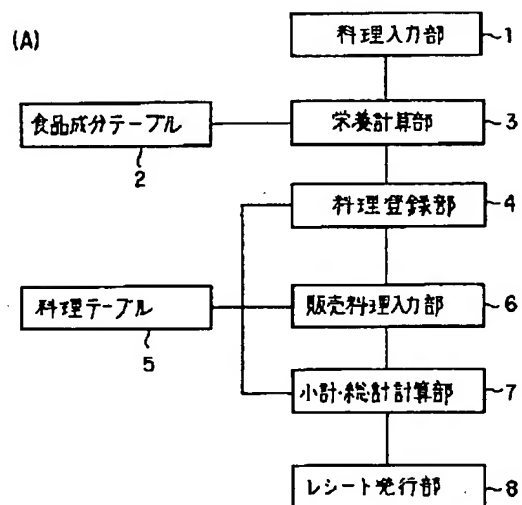 (A)
料理入力部
1
食品成分テーブル
2
栄養計算部
3
料理登録部
4
料理テーブル
5
販売料理入力部
6
小計・総計計算部
7
レシート発行部
8